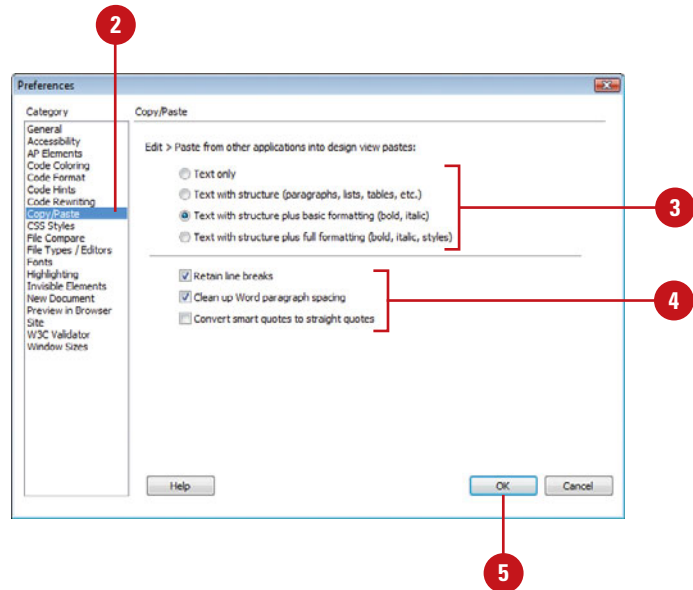 2
Preferences
Category
Copy/Paste
General
Accessibility
AP Elements
Code Coloring
Code Format
Code Hints
Code Rewriting
Copy/Paste
CSS Styles
File Compare
File Types / Editors
Fonts
Highlighting
Invisible Elements
New Document
Preview in Browser
Site
W3C Validator
Window Sizes
Edit > Paste from other applications into design view pastes:
Text only
Text with structure (paragraphs, lists, tables, etc.)
Text with structure plus basic formatting (bold, italic)
Text with structure plus full formatting (bold, italic, styles)
3
Retain line breaks
Clean up Word paragraph spacing
Convert smart quotes to straight quotes
4
Help
OK
Cancel
5